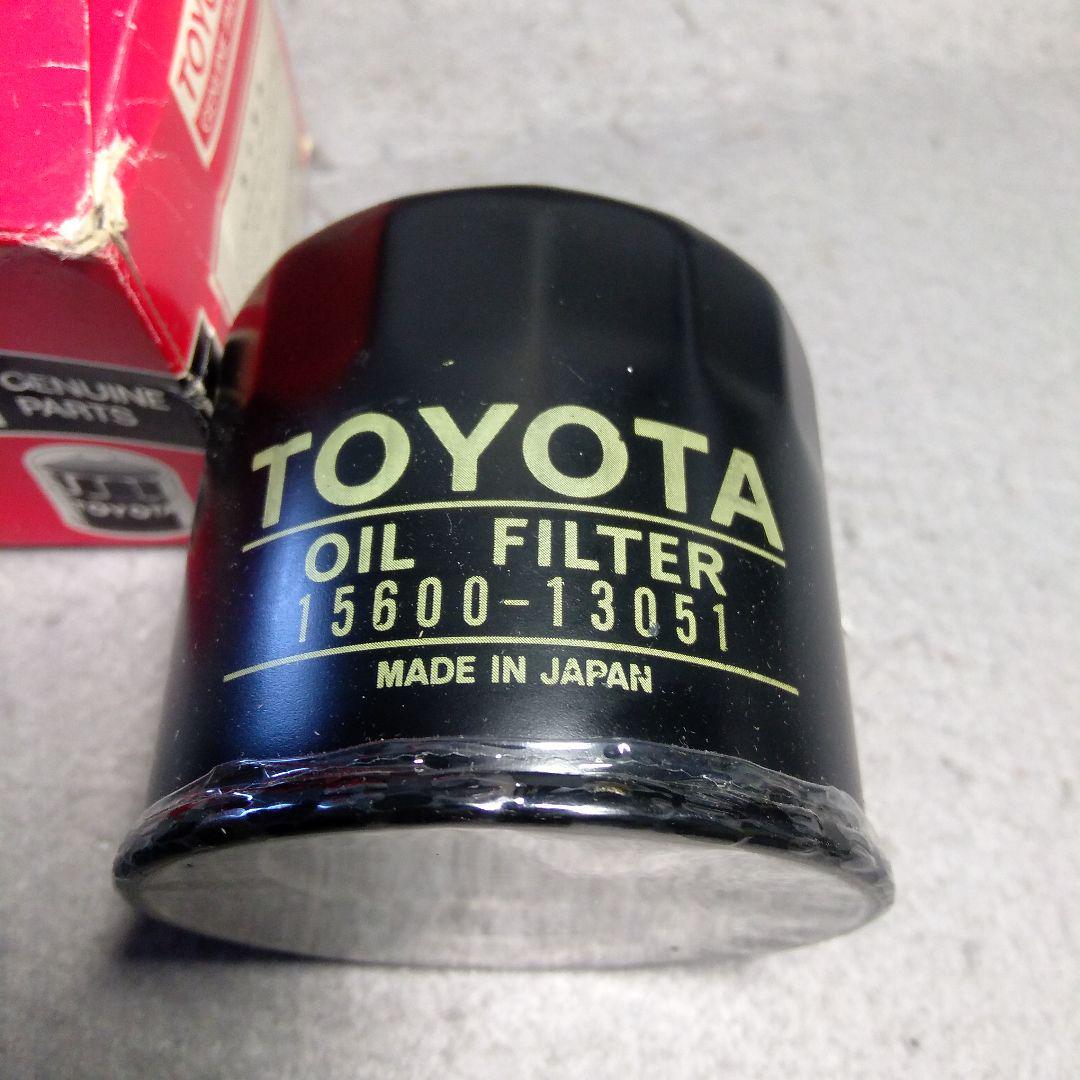 GENUINE
PARTS
TOYOTA
TOYOTA
OIL FILTER
15600-13051
MADE IN JAPAN